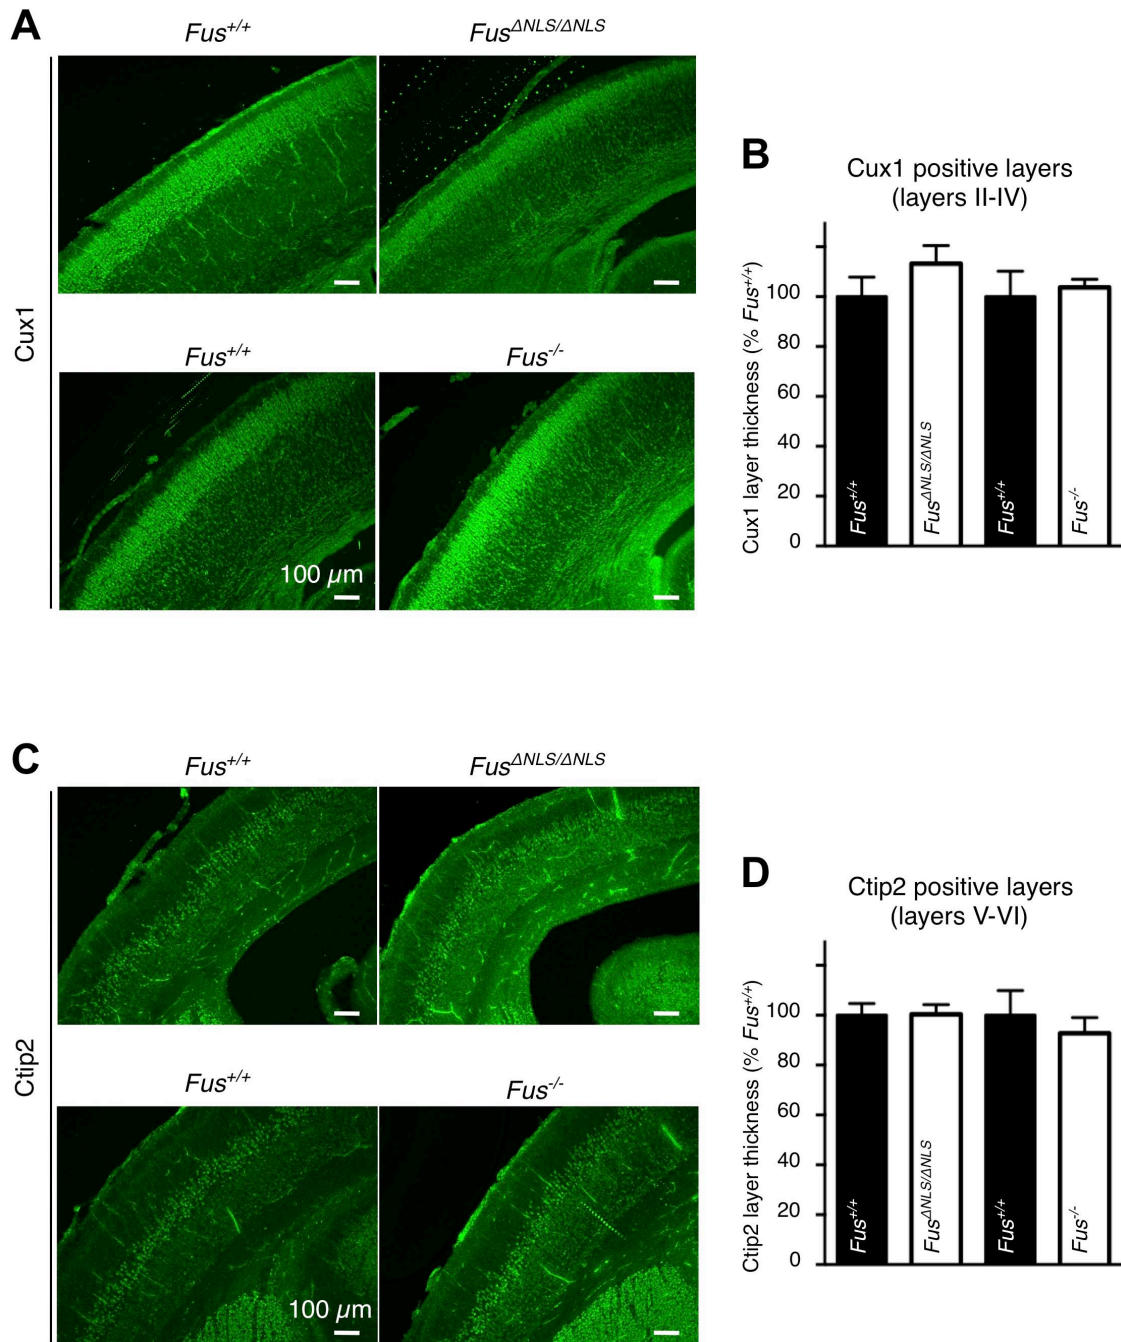 A
Fus+/+
FusΔNLS/ΔNLS
Cux1
Fus+/+
Fus-/-
100 µm
B
Cux1 positive layers
(layers II-IV)
Cux1 layer thickness (% Fus+/+)
100
80
60
40
20
0
Fus+/+
FusΔNLS/ΔNLS
Fus+/+
Fus-/-
C
Fus+/+
FusΔNLS/ΔNLS
Ctip2
Fus+/+
Fus-/-
100 µm
D
Ctip2 positive layers
(layers V-VI)
Ctip2 layer thickness (% Fus+/+)
100
80
60
40
20
0
Fus+/+
FusΔNLS/ΔNLS
Fus+/+
Fus-/-